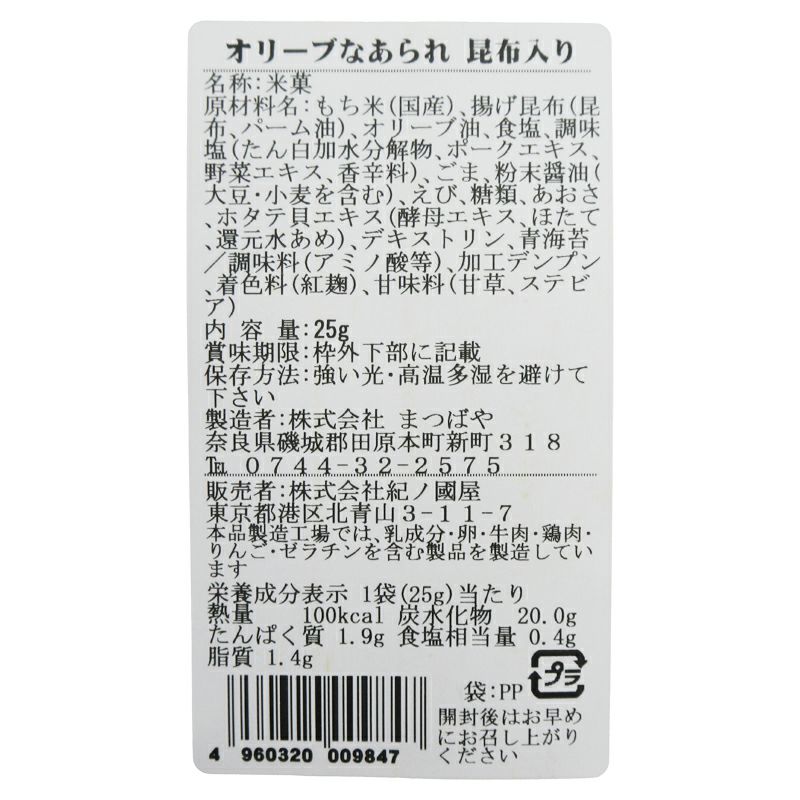 オリーブなあられ 昆布入り
名称:米菓
原材料名:もち米(国産)、揚げ昆布(昆
布、パーム油)、オリーブ油、食塩、調味
塩(たん白加水分解物、ポークエキス、
野菜エキス、香辛料)、ごま、粉末醤油(
大豆・小麦を含む)、えび、糖類、あおさ
、ホタテ貝エキス(酵母エキス、ほたて
、還元水あめ)、デキストリン、青海苔
/調味料(アミノ酸等)、加工デンプン
、着色料(紅麹)、甘味料(甘草、ステビ
ア)
内 容 量:25g
賞味期限:枠外下部に記載
保存方法:強い光・高温多湿を避けて
下さい
製造者:株式会社 まつばや
奈良県磯城郡田原本町新町318
℡ 0744-32-2575
販売者:株式会社紀ノ國屋
東京都港区北青山3-11-7
本品製造工場では、乳成分・卵・牛肉・鶏肉・
りんご・ゼラチンを含む製品を製造してい
ます
栄養成分表示 1袋(25g)当たり
熱量 100kcal 炭水化物 20.0g
たんぱく質 1.9g 食塩相当量 0.4g
脂質 1.4g
袋:PP プラ
開封後はお早め
にお召し上がり
ください
4 960320 009847